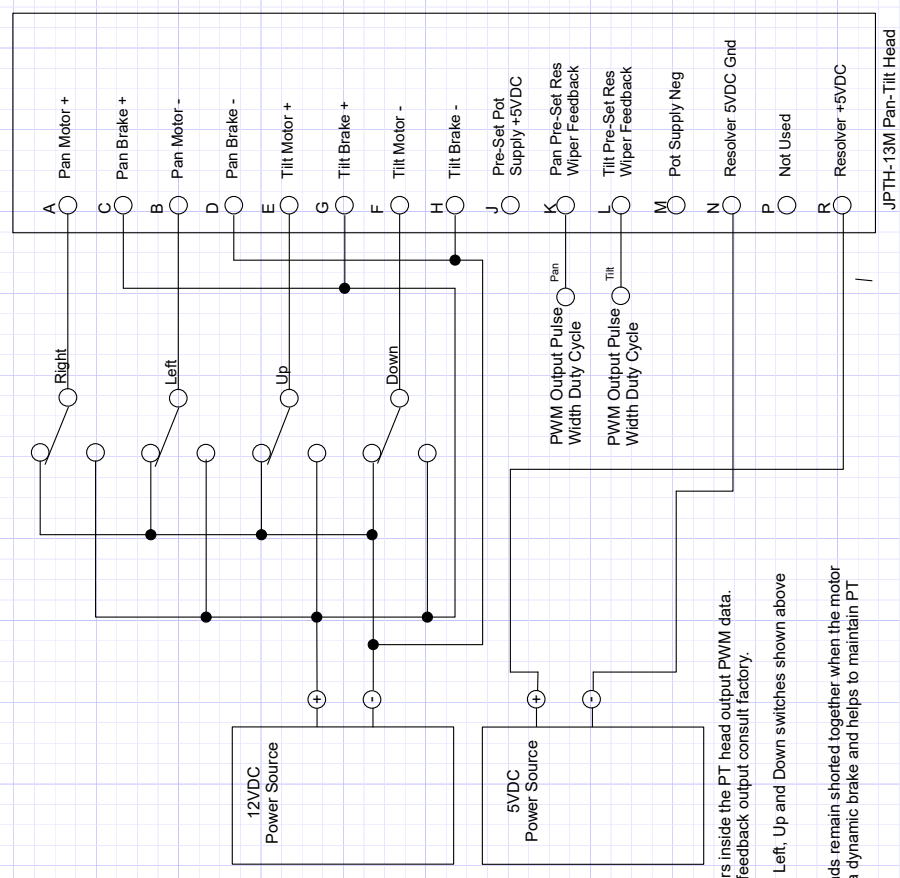 JPTH-13M Pan-Tilt Head
A
Pan Motor +
C
Pan Brake +
B
Pan Motor -
D
Pan Brake -
E
Tilt Motor +
G
Tilt Brake +
F
Tilt Motor -
H
Tilt Brake -
J
Pre-Set Pot
Supply +5VDC
K
Pan Pre-Set Res
Wiper Feedback
L
Tilt Pre-Set Res
Wiper Feedback
M
Pot Supply Neg
N
Resolver 5VDC Gnd
P
Not Used
R
Resolver +5VDC
Right
Left
Up
Down
Pan
Tilt
PWM Output Pulse
Width Duty Cycle
PWM Output Pulse
Width Duty Cycle
+
-
12VDC
Power Source
+
-
5VDC
Power Source
rs inside the PT head output PWM data.
feedback output consult factory.
Left, Up and Down switches shown above
ds remain shorted together when the motor
a dynamic brake and helps to maintain PT